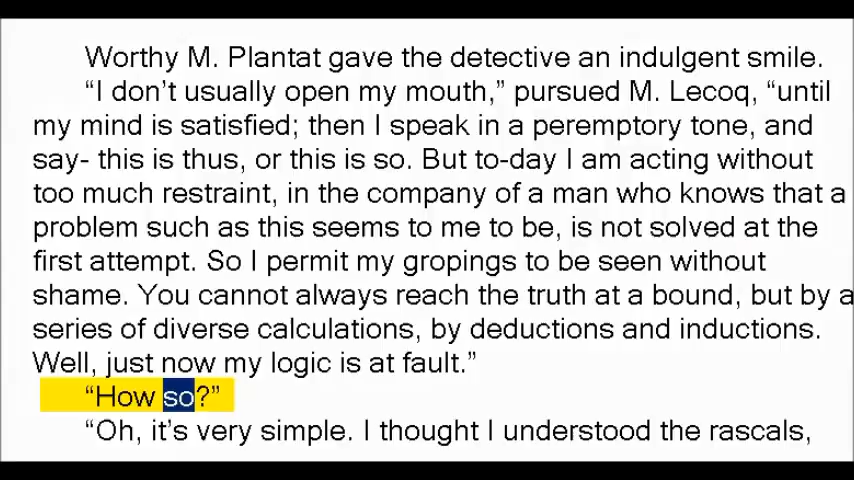 Worthy M. Plantat gave the detective an indulgent smile.
“I don’t usually open my mouth,” pursued M. Lecoq, “until
my mind is satisfied; then I speak in a peremptory tone, and
say- this is thus, or this is so. But to-day I am acting without
too much restraint, in the company of a man who knows that a
problem such as this seems to me to be, is not solved at the
first attempt. So I permit my gropings to be seen without
shame. You cannot always reach the truth at a bound, but by a
series of diverse calculations, by deductions and inductions.
Well, just now my logic is at fault.”
“How so?”
“Oh, it’s very simple. I thought I understood the rascals,